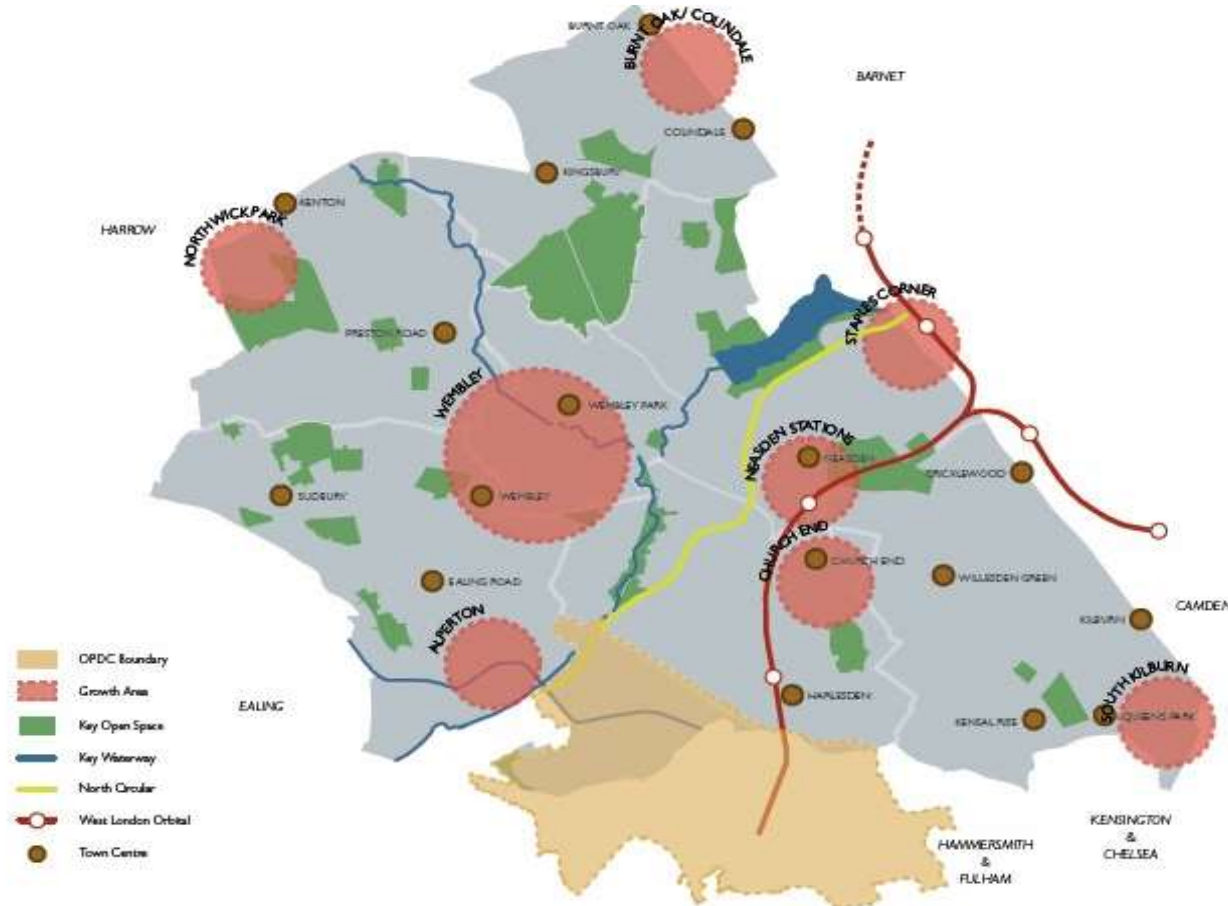 BURNT OAK
BURNT OAK/ COLINDALE
BARNET
COLINDALE
KINGSBURY
KENTON
HARROW
NORTHWICK PARK
STAPLES CORNER
PRESTON ROAD
WEMBLEY
WEMBLEY PARK
NEASDEN STATIONS
NEASDEN
CRICKLEWOOD
SUDBURY
WEMBLEY
CHURCH END
CHURCH END
WILLESDEN GREEN
EALING ROAD
CAMDEN
KILBURN
ALPERTON
OPDC Boundary
Growth Area
EALING
HARLESDEN
SOUTH KILBURN
KENSAL RISE
QUEENS PARK
Key Open Space
Key Waterway
North Circular
West London Orbital
Town Centre
HAMMERSMITH
&
FULHAM
KENSINGTON
&
CHELSEA